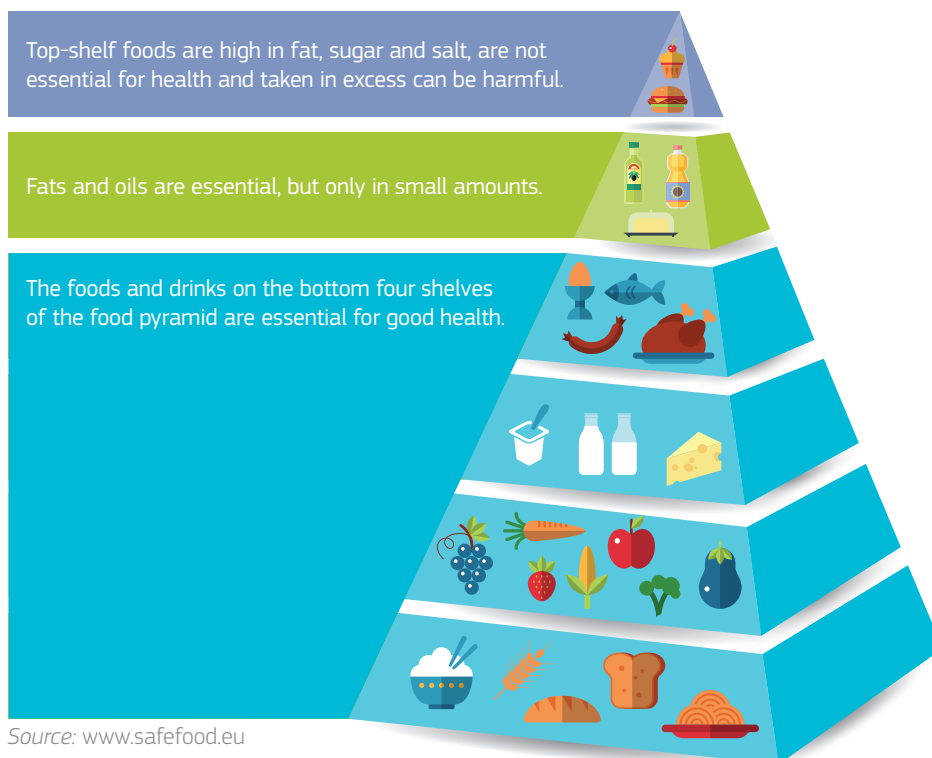 Top-shelf foods are high in fat, sugar and salt, are not
essential for health and taken in excess can be harmful.
Fats and oils are essential, but only in small amounts.
The foods and drinks on the bottom four shelves
of the food pyramid are essential for good health.
Source: www.safefood.eu